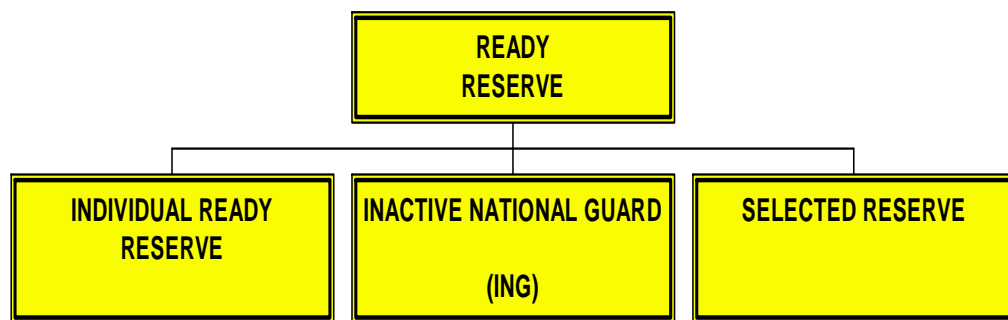 READY
RESERVE
INDIVIDUAL READY
RESERVE
INACTIVE NATIONAL GUARD
(ING)
SELECTED RESERVE